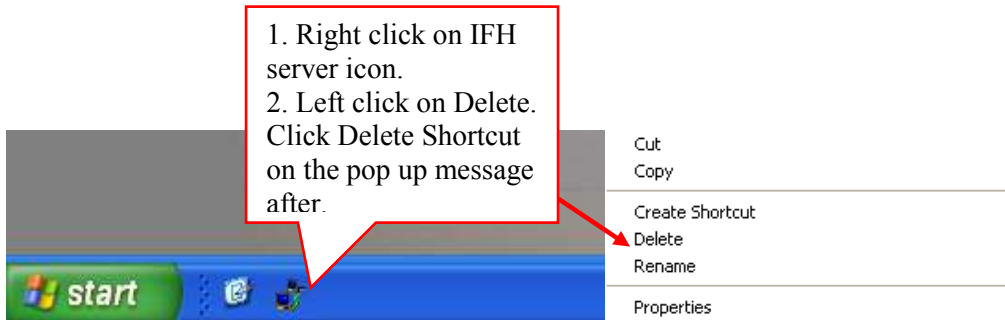 1. Right click on IFH
server icon.
2. Left click on Delete.
Click Delete Shortcut
on the pop up message
after.
start
Cut
Copy
Create Shortcut
Delete
Rename
Properties